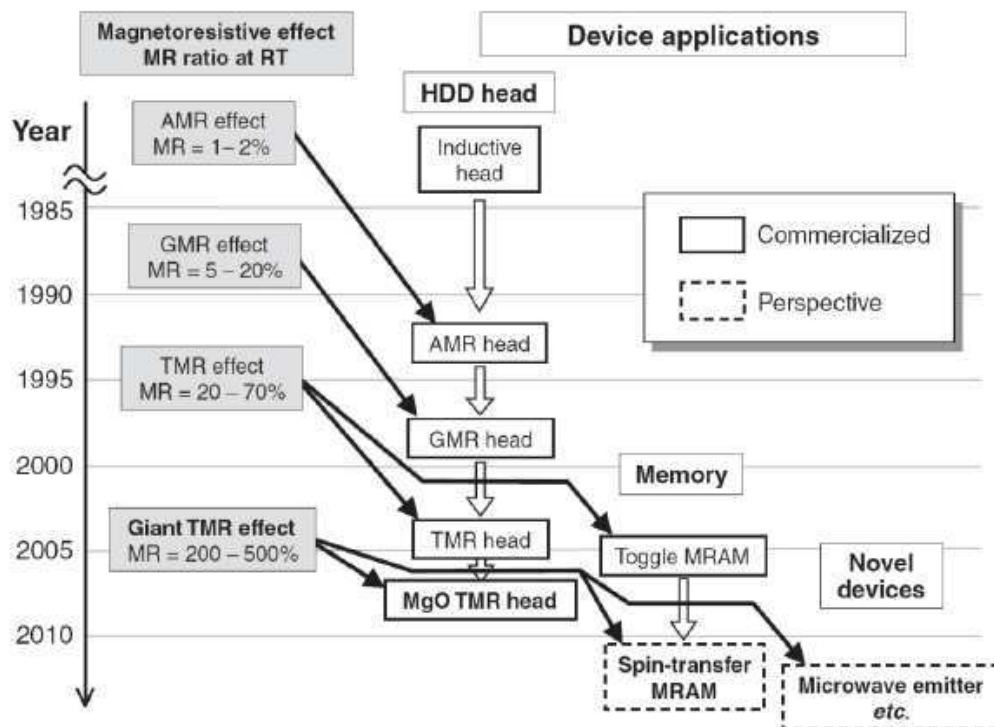 Magnetoresistive effect
MR ratio at RT
Device applications
HDD head
Year
AMR effect
MR = 1– 2%
Inductive
head
1985
Commercialized
GMR effect
MR = 5 – 20%
1990
Perspective
AMR head
TMR effect
MR = 20 – 70%
1995
GMR head
2000
Memory
Giant TMR effect
MR = 200 – 500%
TMR head
2005
Toggle MRAM
Novel
devices
MgO TMR head
2010
Spin-transfer
MRAM
Microwave emitter
etc.